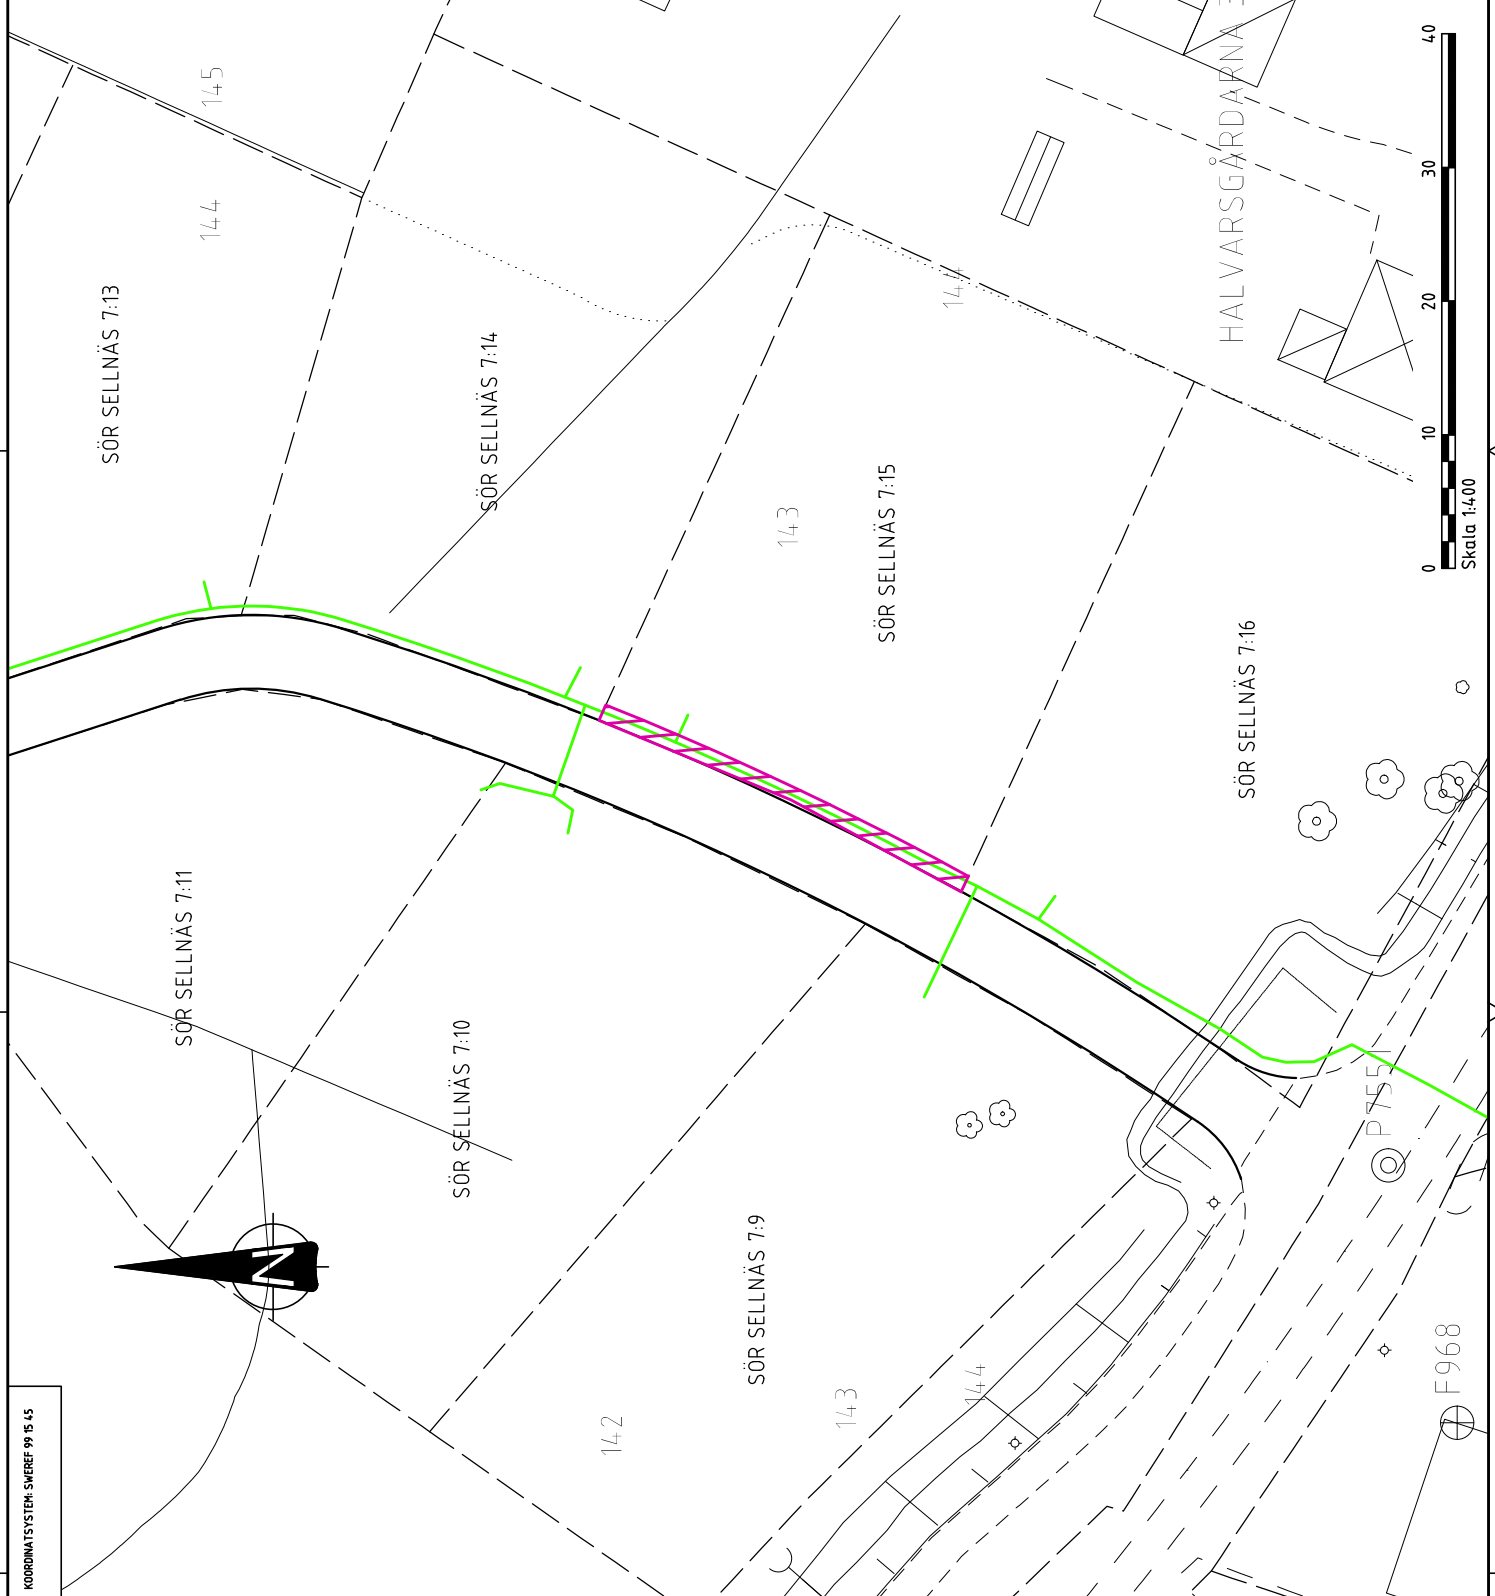 145
144
SÖR SELLNÄS 7:13
SÖR SELLNÄS 7:14
143
SÖR SELLNÄS 7:15
144
HALVARSGÅRDARNA
SÖR SELLNÄS 7:16
0 10 20 30 40
Skala 1:400
SÖR SELLNÄS 7:11
SÖR SELLNÄS 7:10
SÖR SELLNÄS 7:9
N
142
143
144
P7551
F968
KOORDINATSYSTEM: SWEREF 99 15 45